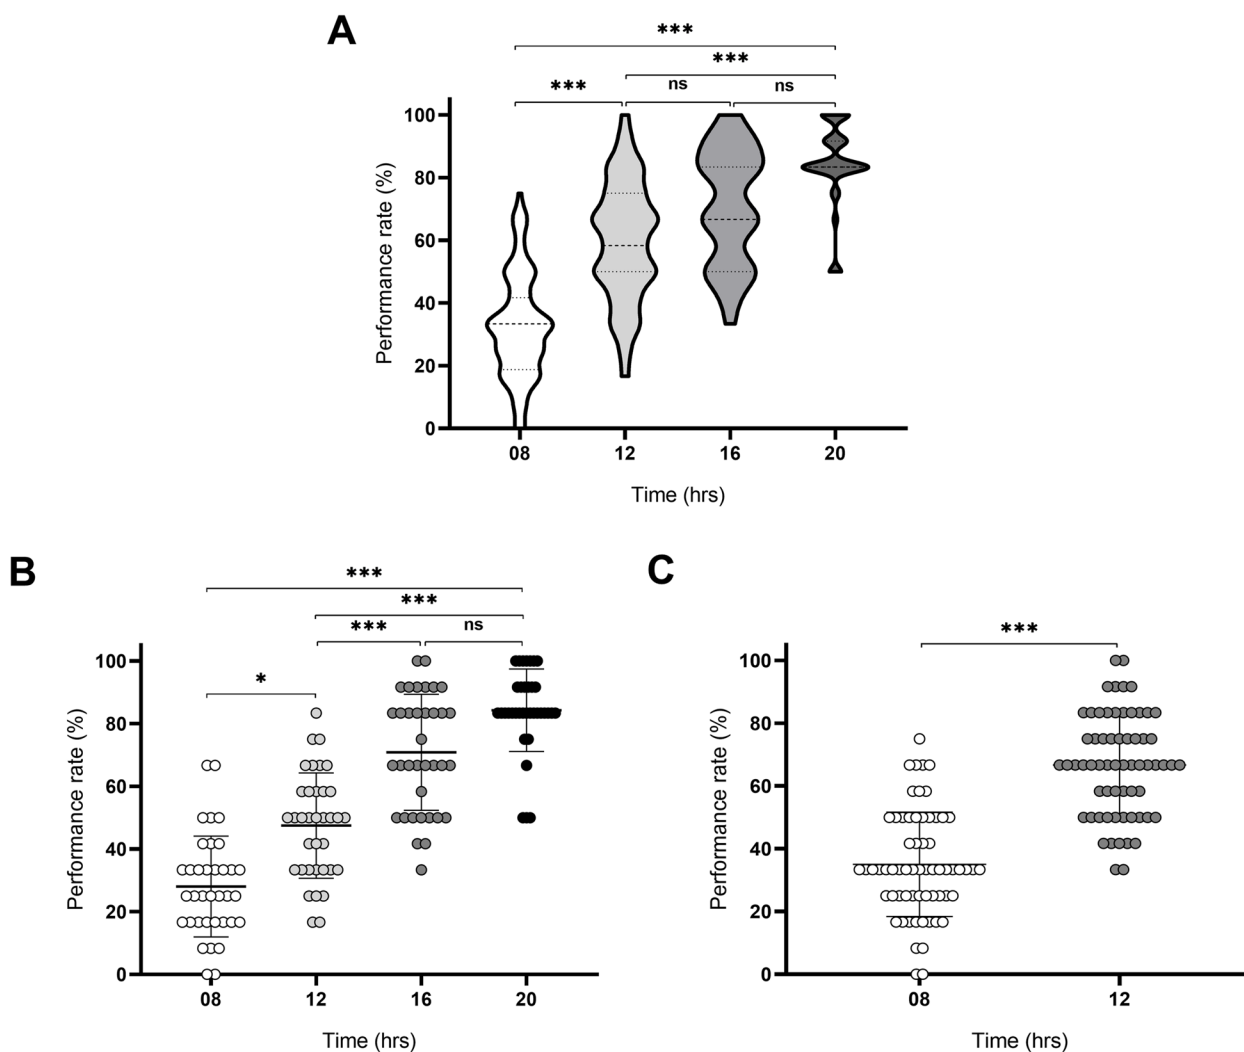 A
***
***
*** ns ns
100
80
60
40
20
0
Performance rate (%)
08 12 16 20
Time (hrs)
B
***
***
*** ns
*
100
80
60
40
20
0
Performance rate (%)
08 12 16 20
Time (hrs)
C
***
100
80
60
40
20
0
Performance rate (%)
08 12
Time (hrs)